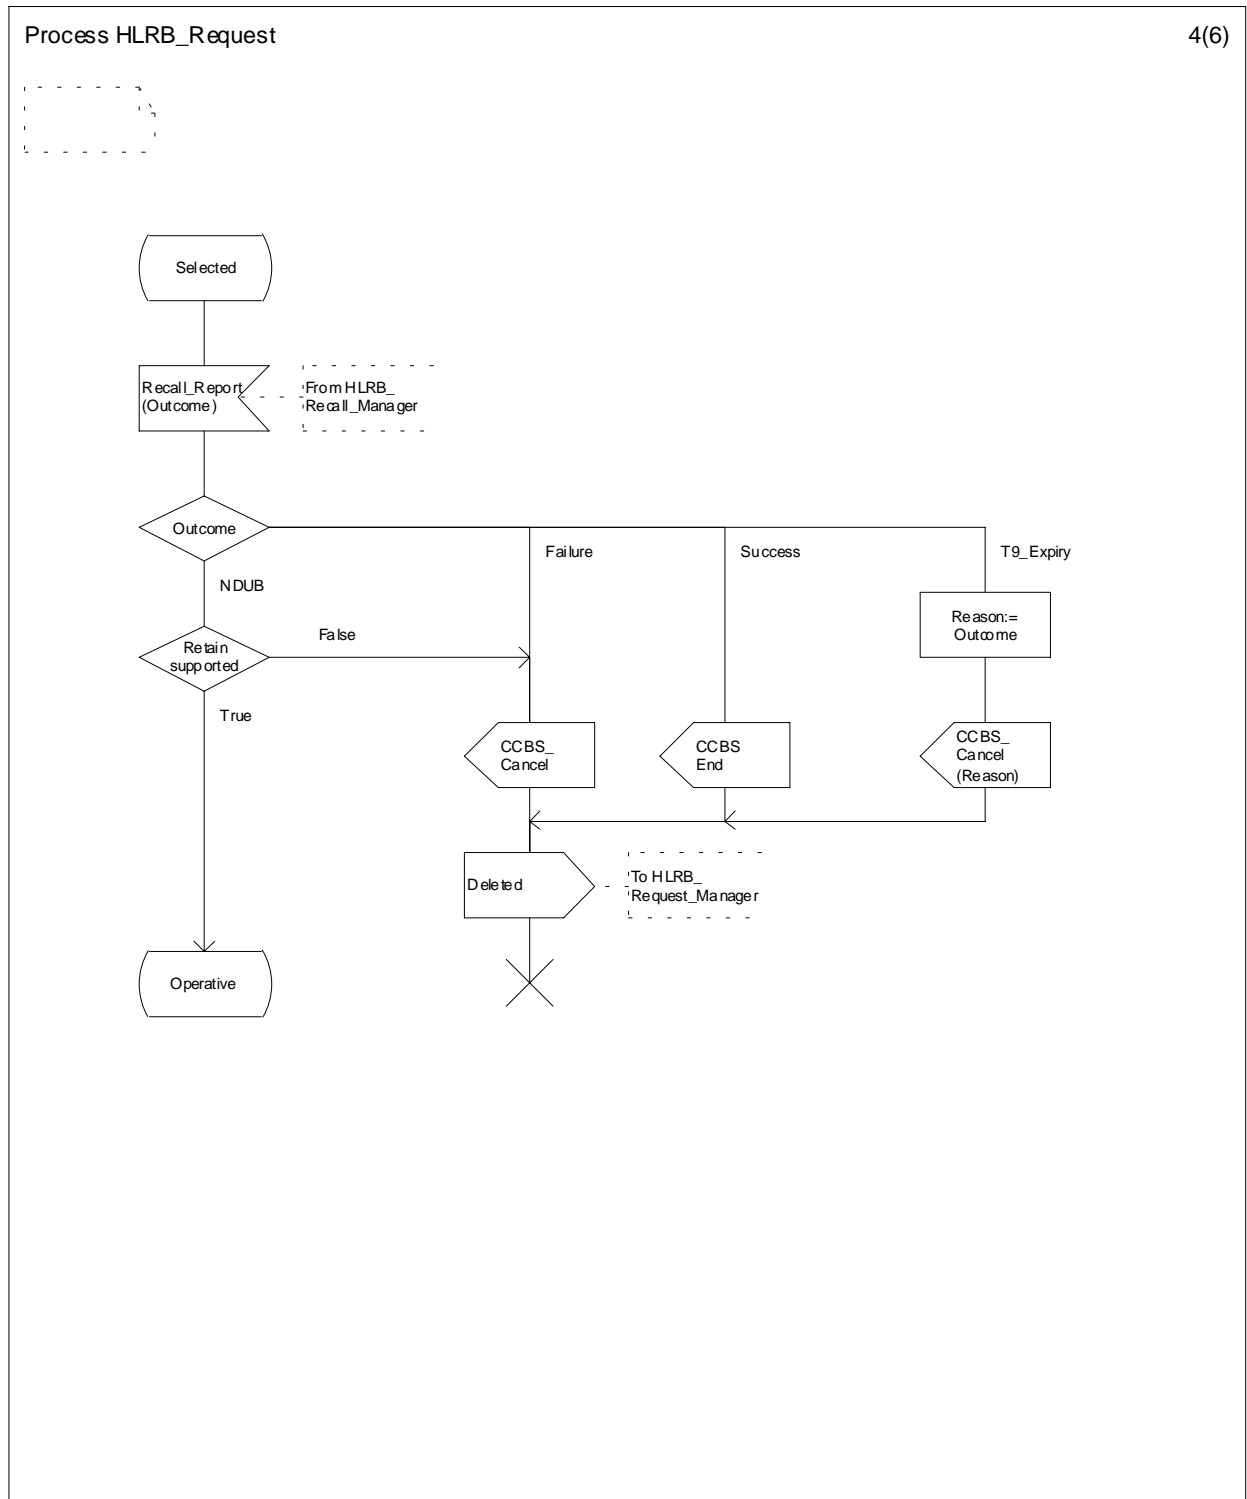 Process HLRB_Request
4(6)
Selected
Recall_Report
(Outcome)
From HLRB_
Recall_Manager
Outcome
Failure
Success
T9_Expiry
NDUB
Reason:=
Outcome
Retain
supported
False
True
CCBS_
Cancel
CCBS
End
CCBS_
Cancel
(Reason)
Deleted
To HLRB_
Request_Manager
Operative